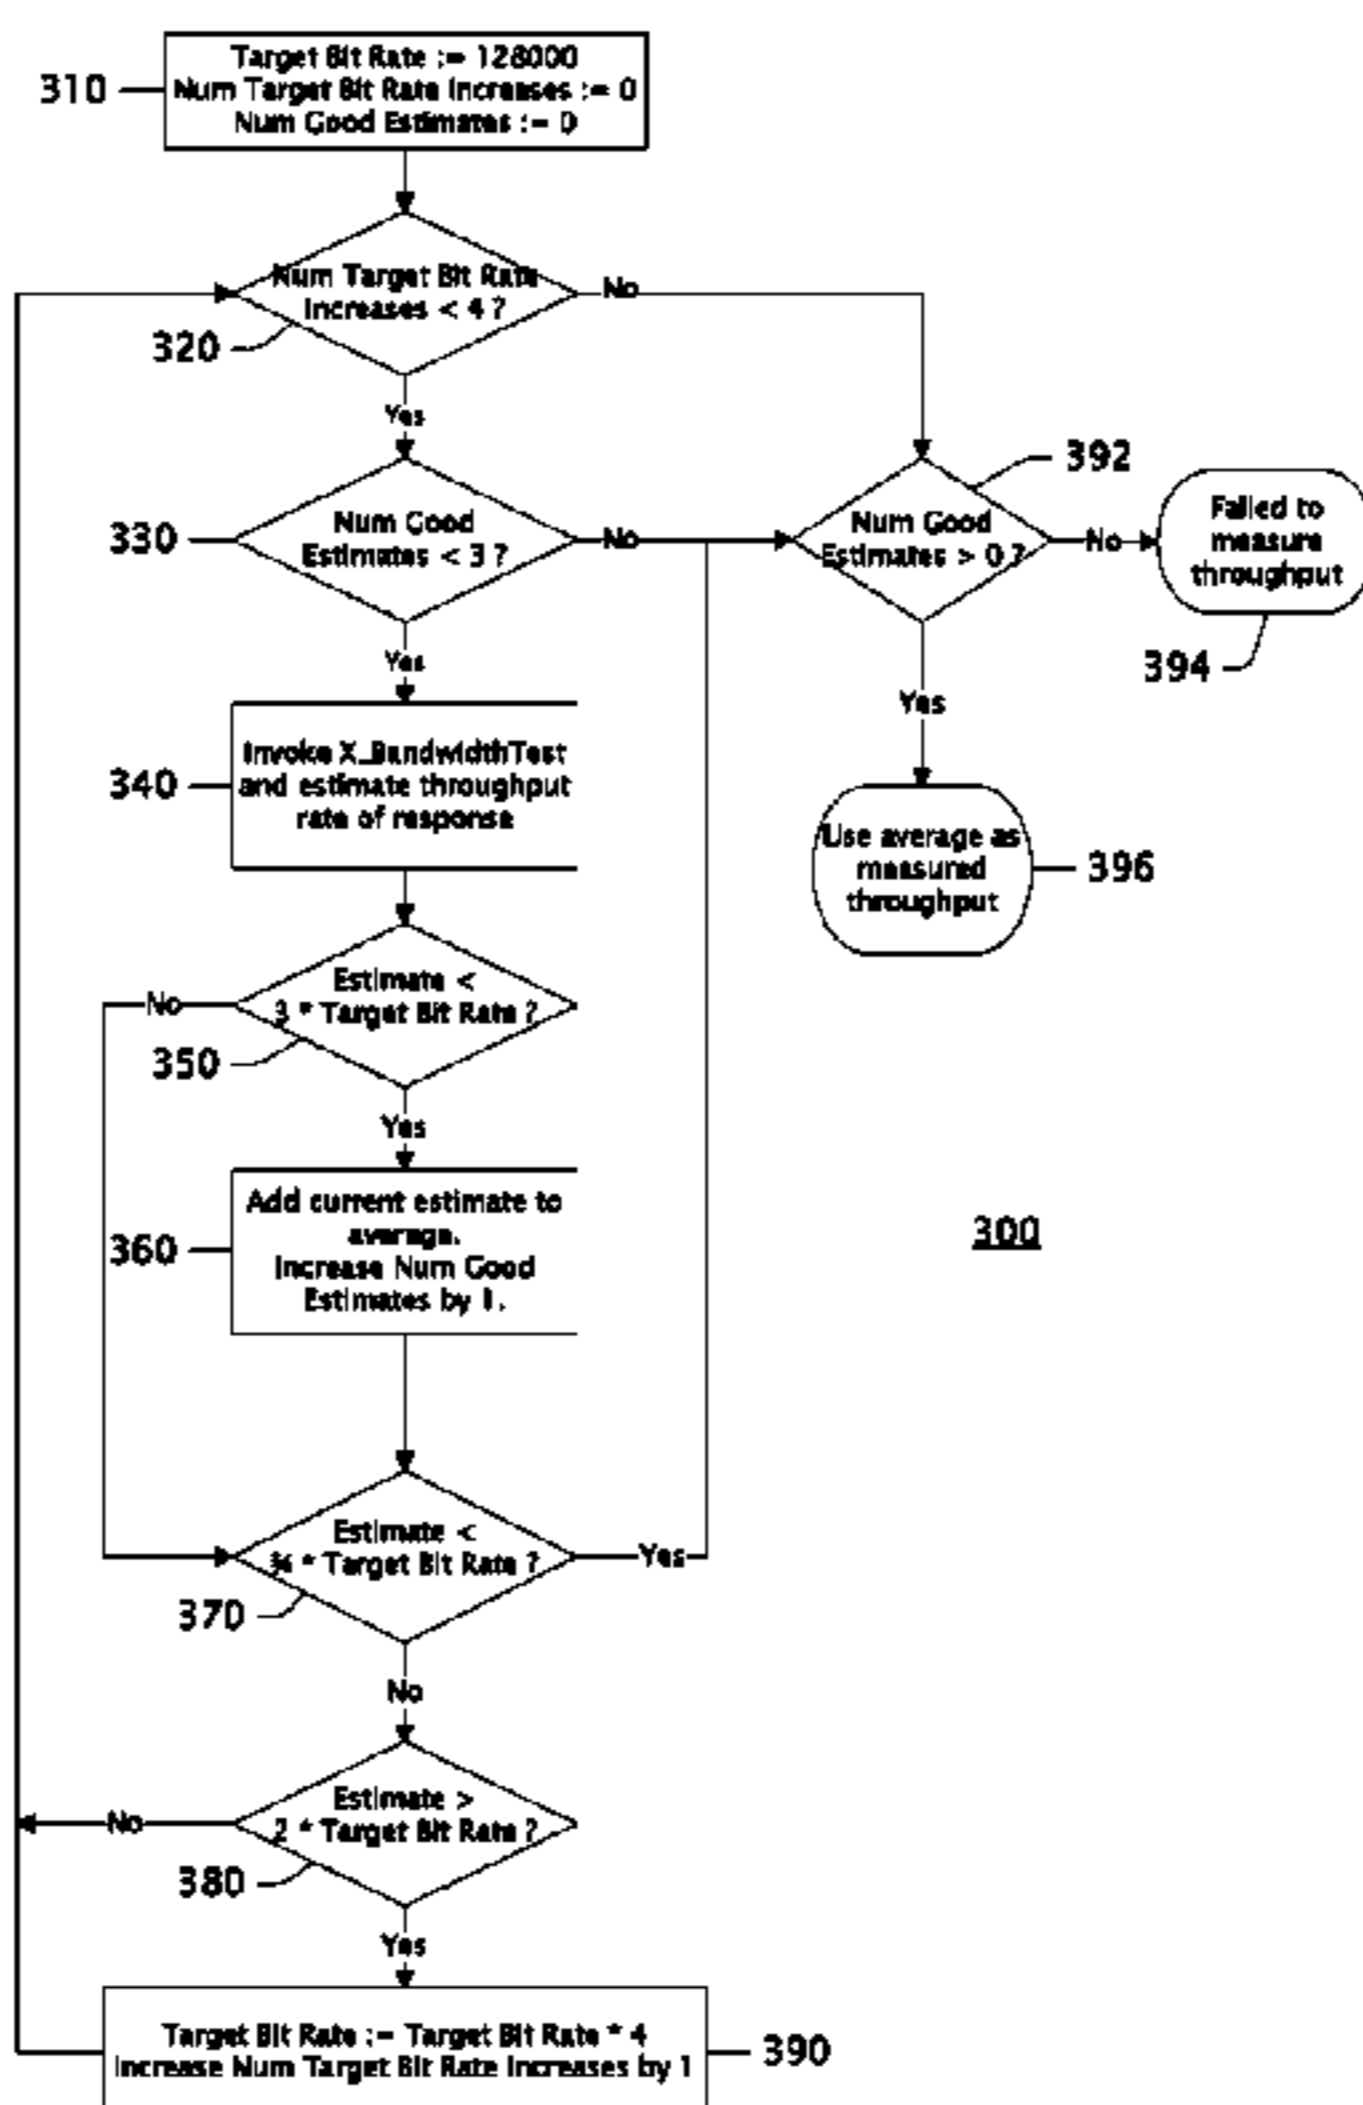 310
Target Bit Rate := 128000
Num Target Bit Rate Increases := 0
Num Good Estimates := 0
Num Target Bit Rate
Increases < 4 ?
No
320
Yes
330
Num Good
Estimates < 3 ?
No
392
Num Good
Estimates > 0 ?
No
Failed to
measure
throughput
394
Yes
Yes
340
Invoke X_BandwidthTest
and estimate throughput
rate of response
Use average as
measured
throughput
396
No
Estimate <
3 * Target Bit Rate ?
350
Yes
360
Add current estimate to
average.
Increase Num Good
Estimates by 1.
300
Estimate <
¾ * Target Bit Rate ?
Yes
370
No
No
Estimate >
2 * Target Bit Rate ?
380
Yes
Target Bit Rate := Target Bit Rate * 4
Increase Num Target Bit Rate Increases by 1
390